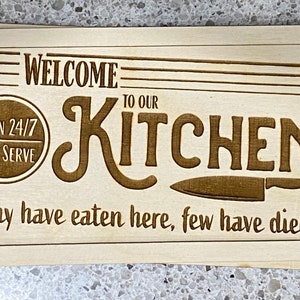 WELCOME
TO OUR
N 24/7
SERVE
KITCHEN
ny have eaten here, few have die